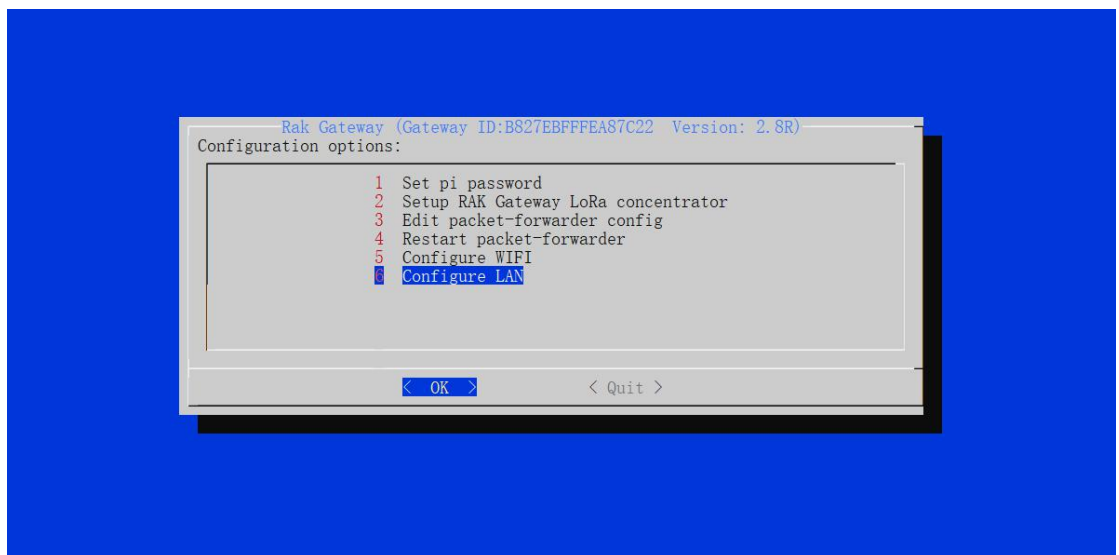 Rak Gateway (Gateway ID:B827EBFFFEA87C22 Version: 2.8R)
Configuration options:
1 Set pi password
2 Setup RAK Gateway LoRa concentrator
3 Edit packet-forwarder config
4 Restart packet-forwarder
5 Configure WIFI
6 Configure LAN
< OK > < Quit >